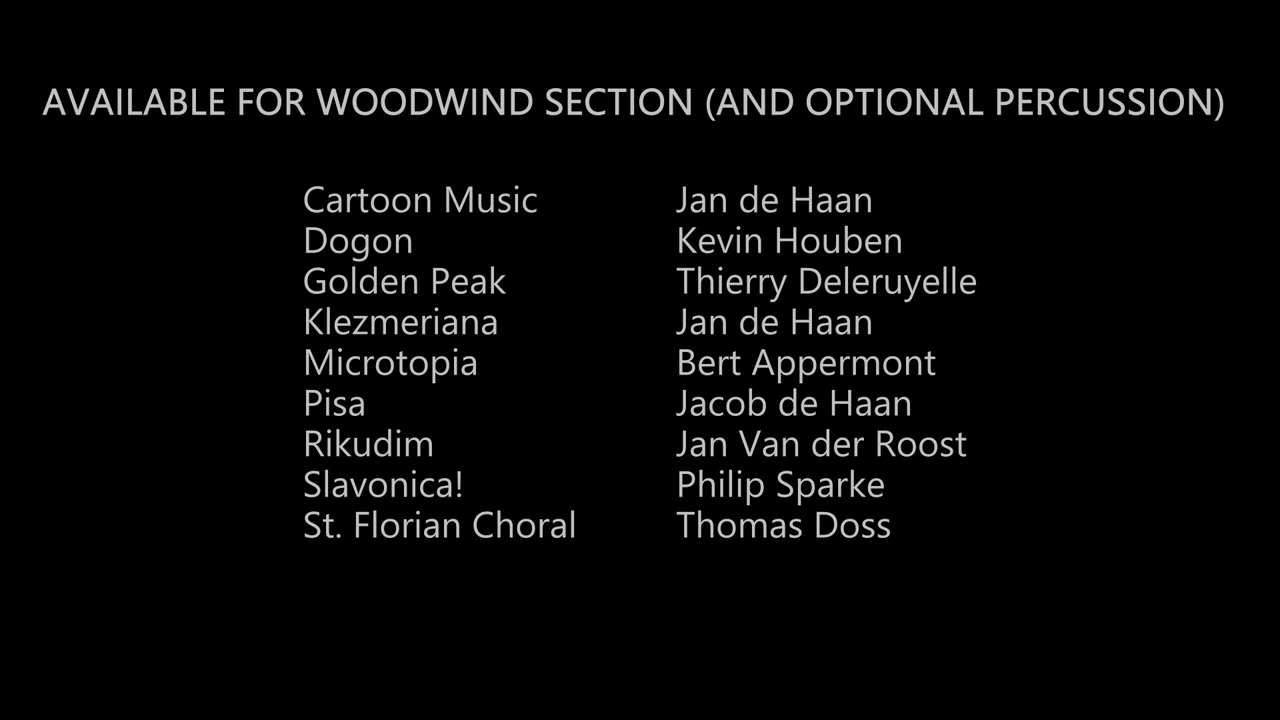 AVAILABLE FOR WOODWIND SECTION (AND OPTIONAL PERCUSSION)
Cartoon Music Jan de Haan
Dogon Kevin Houben
Golden Peak Thierry Deleruyelle
Klezmeriana Jan de Haan
Microtopia Bert Appermont
Pisa Jacob de Haan
Rikudim Jan Van der Roost
Slavonica! Philip Sparke
St. Florian Choral Thomas Doss